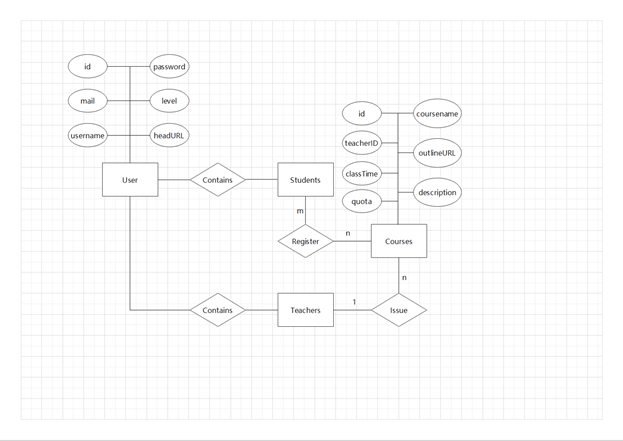 id
password
mail
level
username
headURL
id
coursename
teacherID
outlineURL
classTime
description
quota
User
Contains
Students
m
Register
n
Courses
n
Contains
Teachers
1
Issue